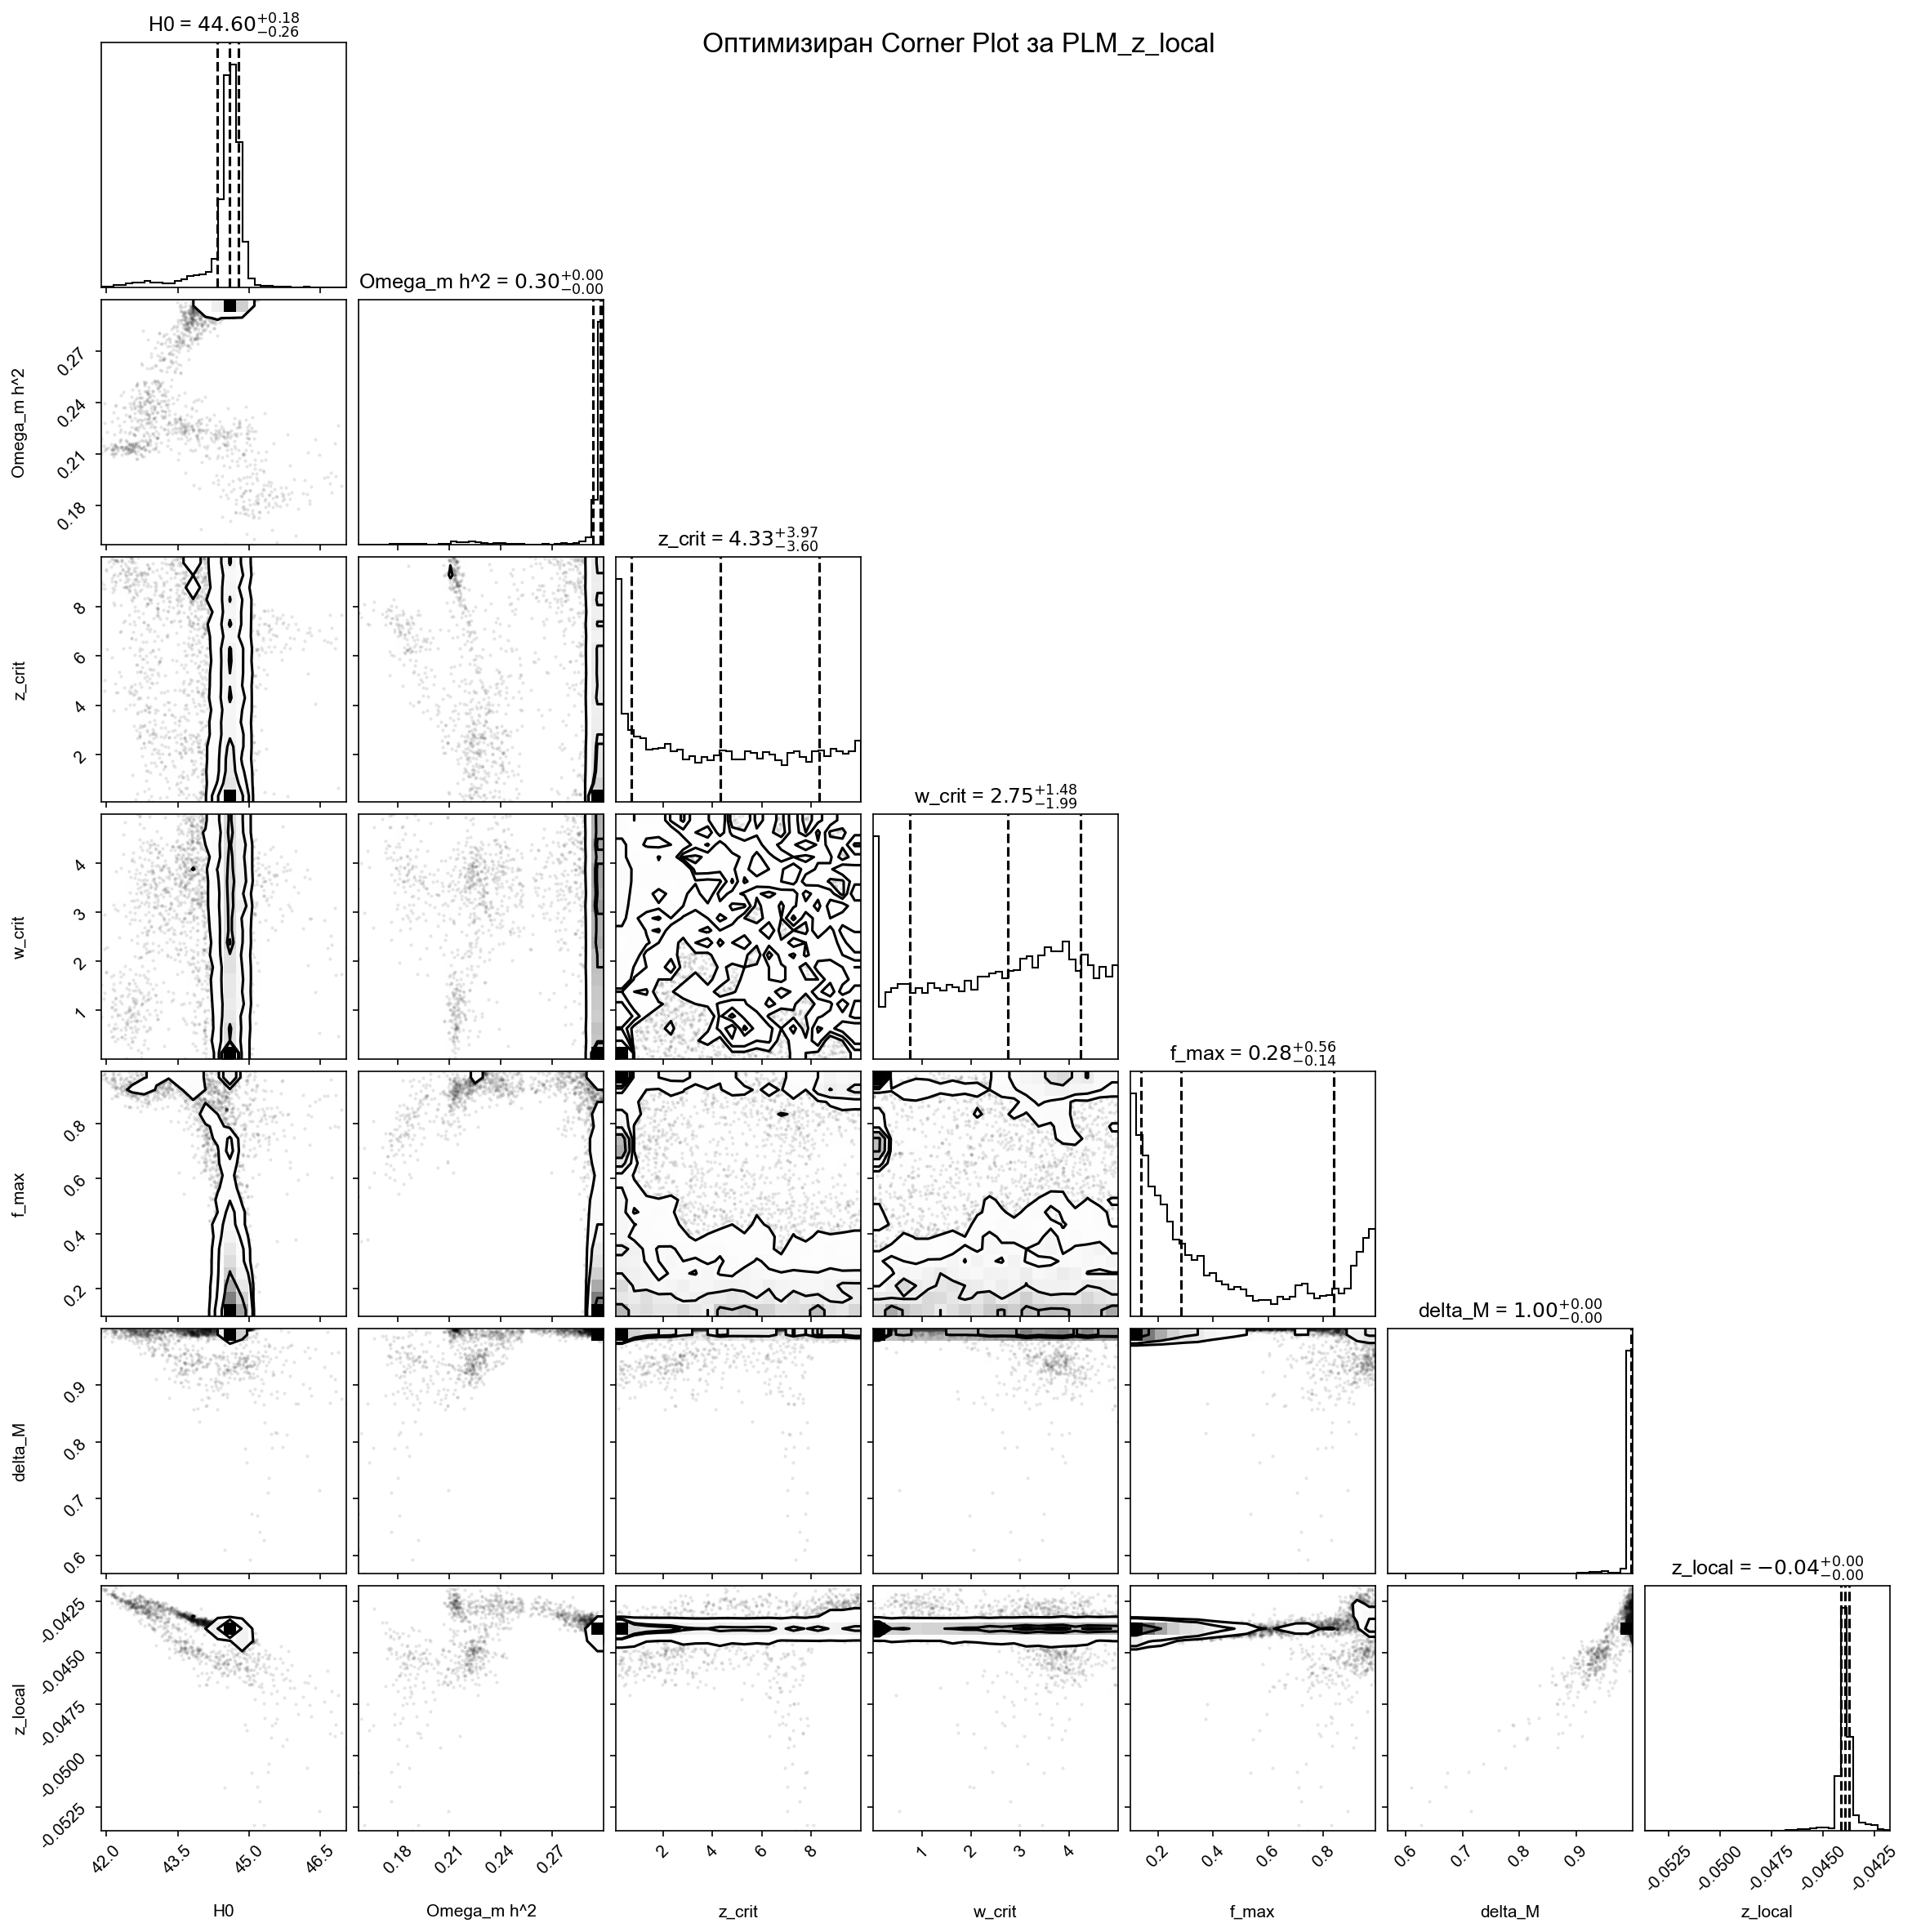 Оптимизиран Corner Plot за PLM_z_local
H0 = 44.60 +0.18 −0.26
Omega_m h^2 = 0.30 +0.00 −0.00
z_crit = 4.33 +3.97 −3.60
w_crit = 2.75 +1.48 −1.99
f_max = 0.28 +0.56 −0.14
delta_M = 1.00 +0.00 −0.00
z_local = −0.04 +0.00 −0.00
Omega_m h^2
0.27
0.24
0.21
0.18
z_crit
8
6
4
2
w_crit
4
3
2
1
f_max
0.8
0.6
0.4
0.2
delta_M
0.9
0.8
0.7
0.6
z_local
-0.0425
-0.0450
-0.0475
-0.0500
-0.0525
42.0 43.5 45.0 46.5
0.18 0.21 0.24 0.27
2 4 6 8
1 2 3 4
0.2 0.4 0.6 0.8
0.6 0.7 0.8 0.9
-0.0525 -0.0500 -0.0475 -0.0450 -0.0425
H0 Omega_m h^2 z_crit w_crit f_max delta_M z_local